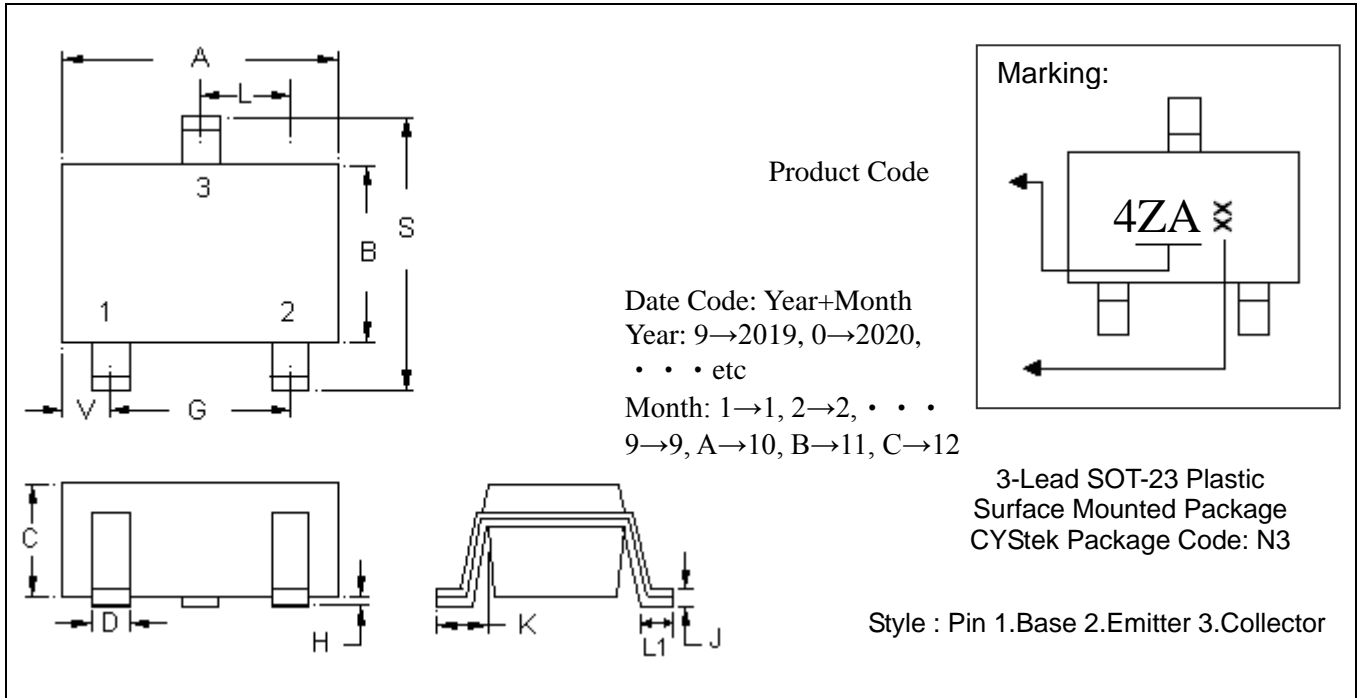 A
L
3
S
B
1
2
V
G
C
D
H
K
L1
J
Product Code
Date Code: Year+Month
Year: 9→2019, 0→2020,
・・・etc
Month: 1→1, 2→2, ・・・
9→9, A→10, B→11, C→12
Marking:
4ZA XX
3-Lead SOT-23 Plastic
Surface Mounted Package
CYStek Package Code: N3
Style : Pin 1.Base 2.Emitter 3.Collector